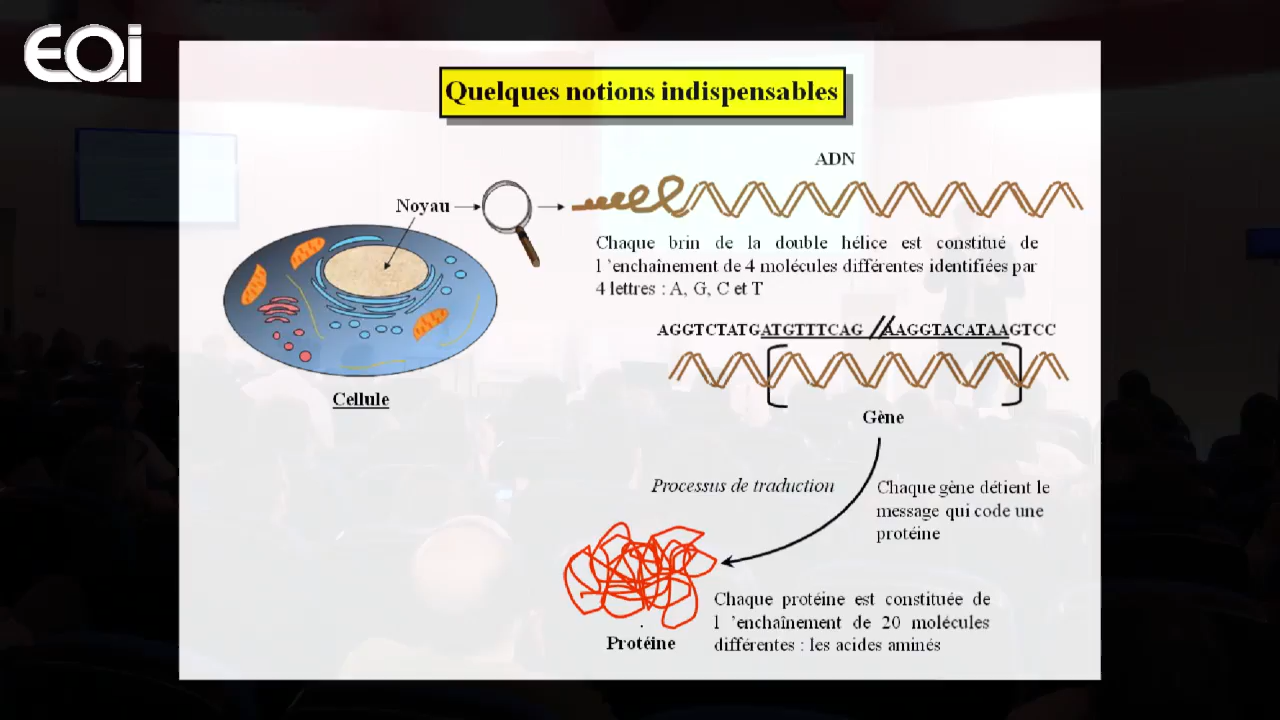 EOi
Quelques notions indispensables
ADN
Noyau
Chaque brin de la double hélice est constitué de
l 'enchaînement de 4 molécules différentes identifiées par
4 lettres : A, G, C et T
AGGTCTATGATGTTTCAG //AAGGTACATAAGTCC
Cellule
Gène
Processus de traduction
Chaque gène détient le
message qui code une
protéine
Chaque protéine est constituée de
l 'enchaînement de 20 molécules
différentes : les acides aminés
Protéine